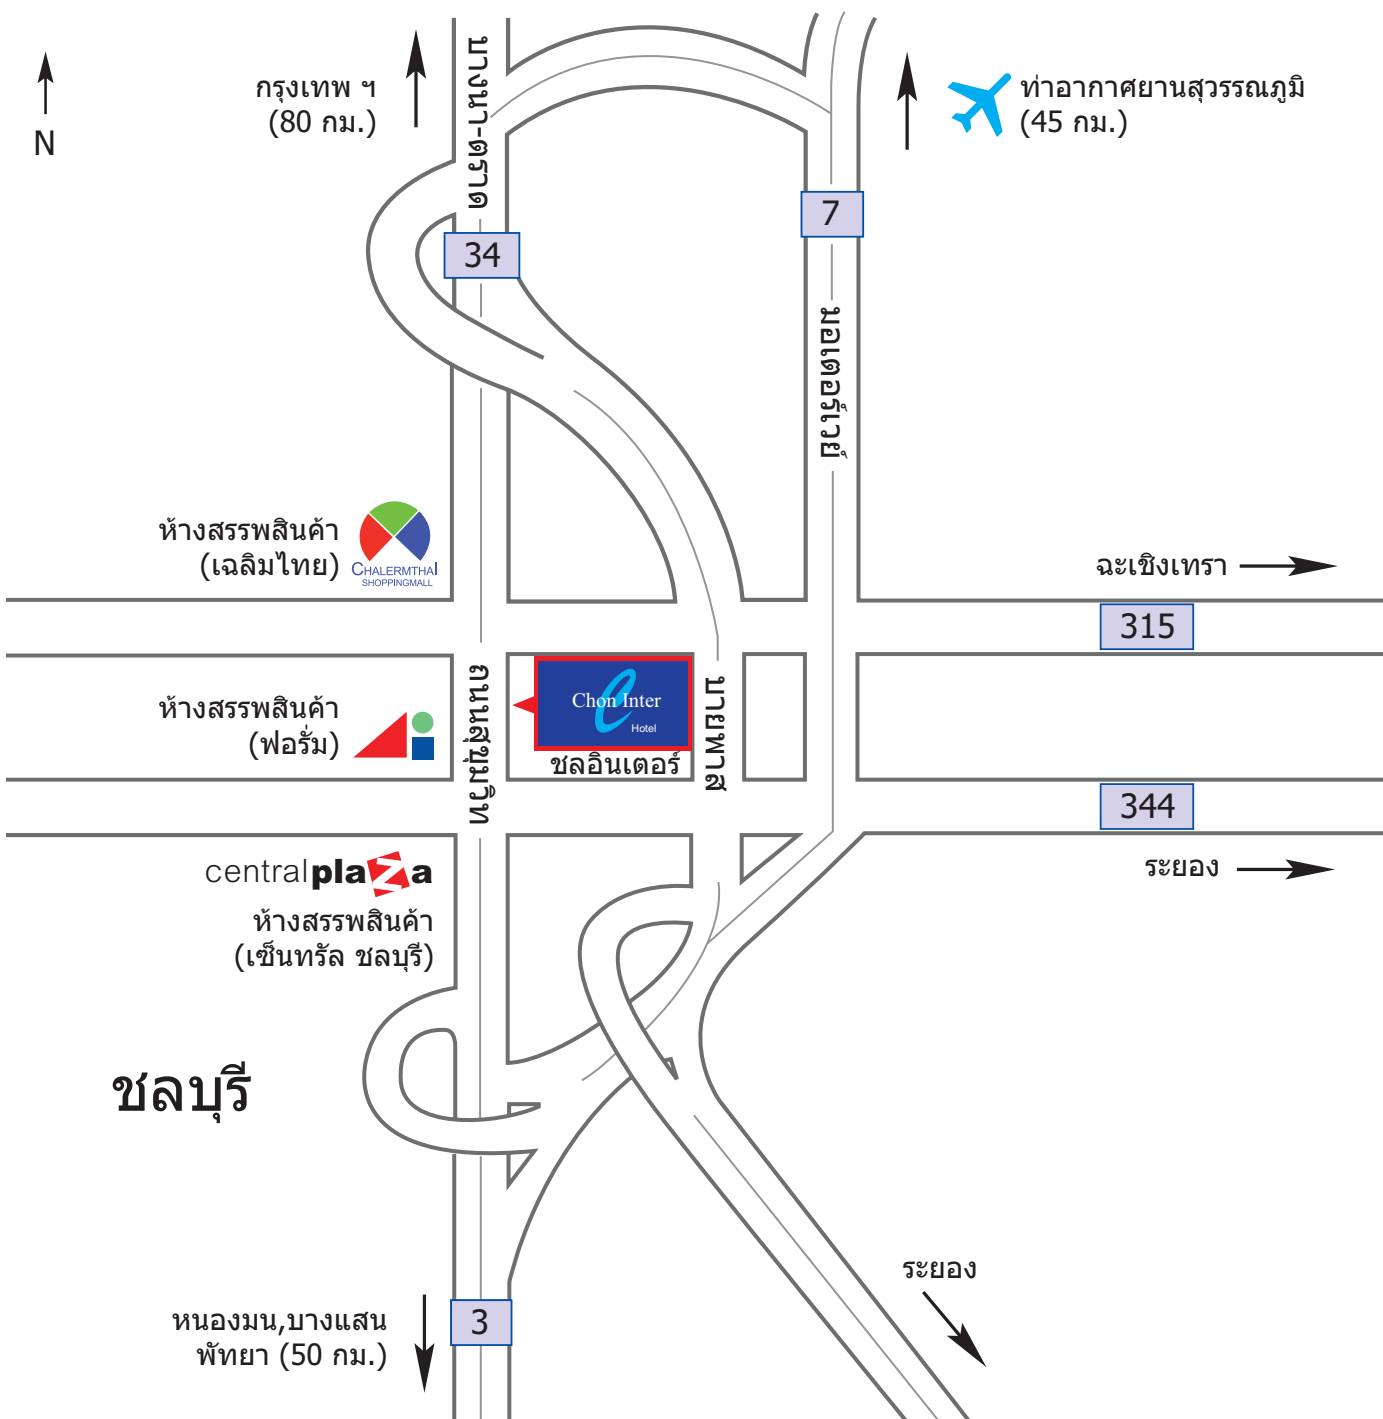 N
กรุงเทพ ฯ
(80 กม.)
บางนา-ตราด
ท่าอากาศยานสุวรรณภูมิ
(45 กม.)
7
34
มอเตอร์เวย์
ห้างสรรพสินค้า
(เฉลิมไทย)
CHALERMTHAI
SHOPPINGMALL
ฉะเชิงเทรา
315
ห้างสรรพสินค้า
(ฟอรั่ม)
ถนนสุขุมวิท
Chon Inter
Hotel
ชลอินเตอร์
บายพาส
344
ระยอง
centralplaza
ห้างสรรพสินค้า
(เซ็นทรัล ชลบุรี)
ชลบุรี
ระยอง
หนองมน,บางแสน
พัทยา (50 กม.)
3